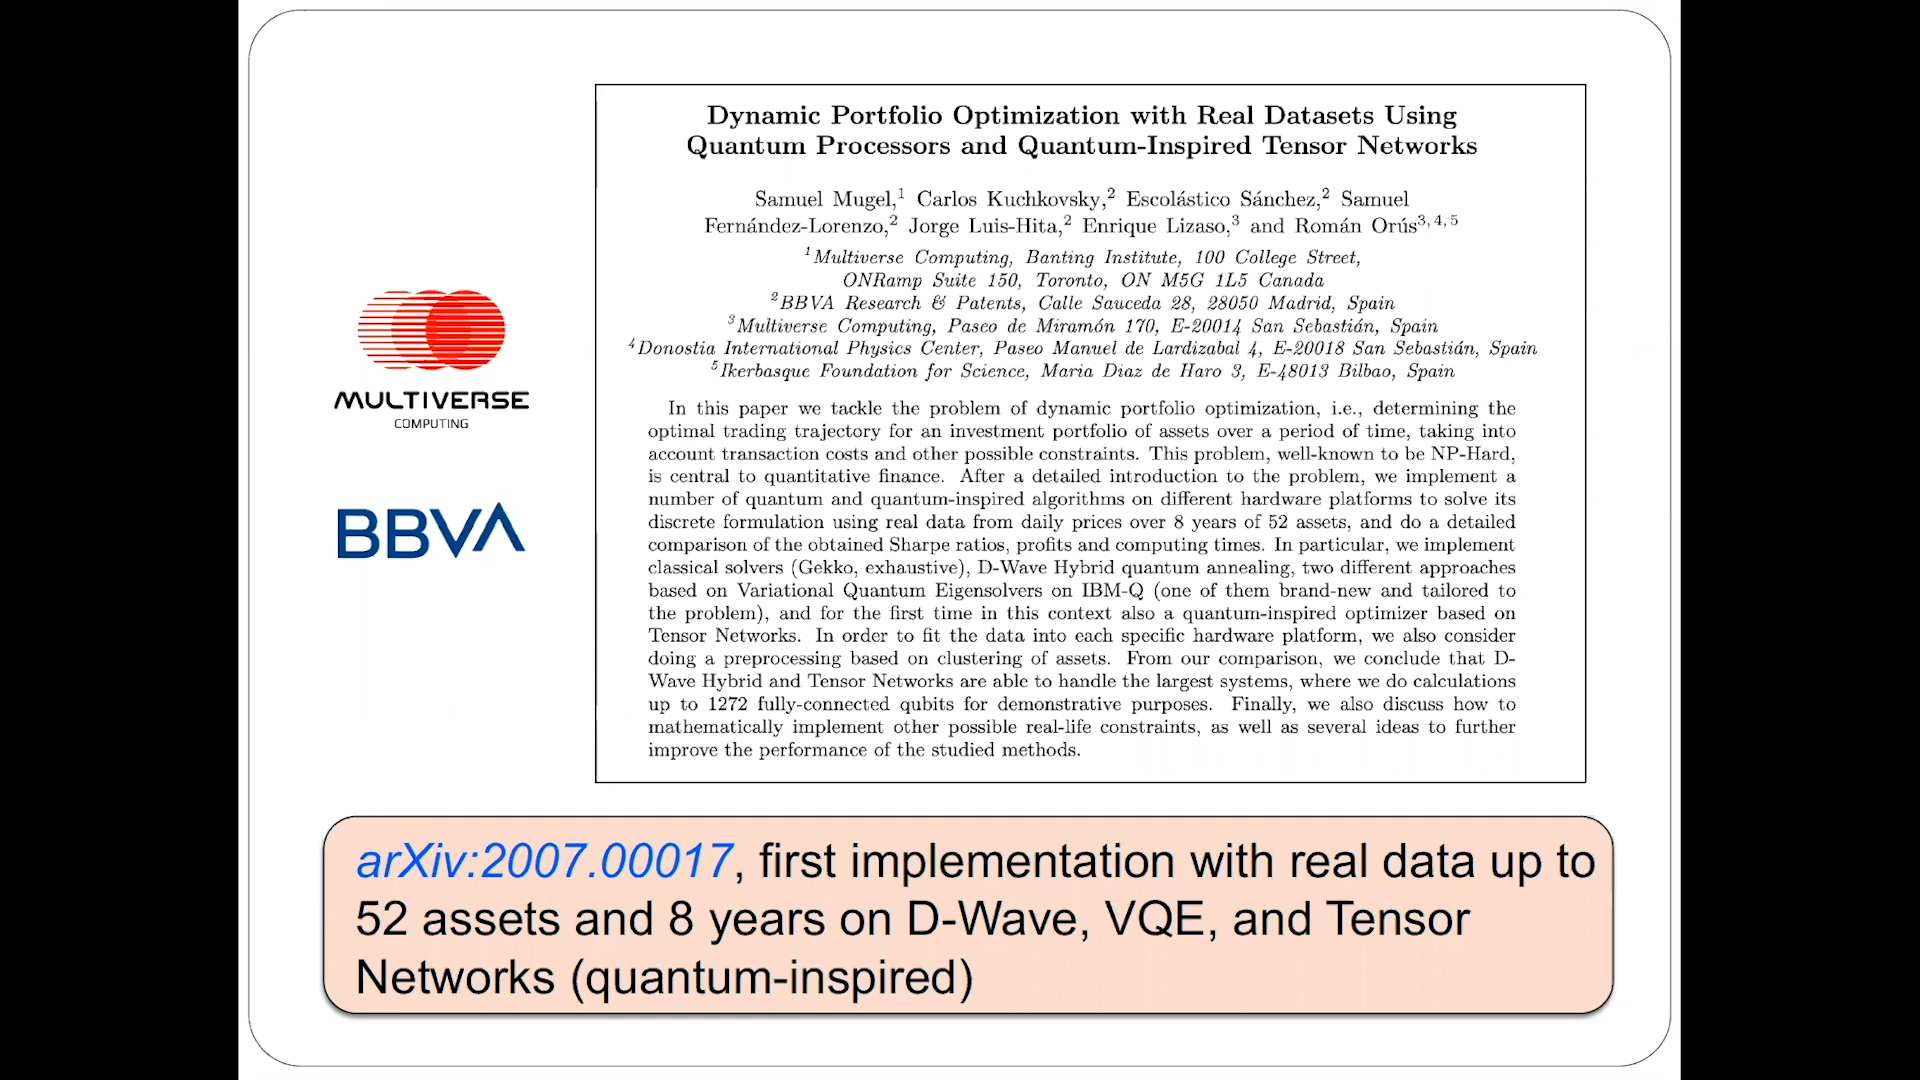 Dynamic Portfolio Optimization with Real Datasets Using
Quantum Processors and Quantum-Inspired Tensor Networks
Samuel Mugel,1 Carlos Kuchkovsky,2 Escolástico Sánchez,2 Samuel
Fernández-Lorenzo,2 Jorge Luis-Hita,2 Enrique Lizaso,3 and Román Orús3, 4, 5
1Multiverse Computing, Banting Institute, 100 College Street,
ONRamp Suite 150, Toronto, ON M5G 1L5 Canada
2BBVA Research & Patents, Calle Sauceda 28, 28050 Madrid, Spain
3Multiverse Computing, Paseo de Miramón 170, E-20014 San Sebastián, Spain
4Donostia International Physics Center, Paseo Manuel de Lardizabal 4, E-20018 San Sebastián, Spain
5Ikerbasque Foundation for Science, Maria Diaz de Haro 3, E-48013 Bilbao, Spain
In this paper we tackle the problem of dynamic portfolio optimization, i.e., determining the
optimal trading trajectory for an investment portfolio of assets over a period of time, taking into
account transaction costs and other possible constraints. This problem, well-known to be NP-Hard,
is central to quantitative finance. After a detailed introduction to the problem, we implement a
number of quantum and quantum-inspired algorithms on different hardware platforms to solve its
discrete formulation using real data from daily prices over 8 years of 52 assets, and do a detailed
comparison of the obtained Sharpe ratios, profits and computing times. In particular, we implement
classical solvers (Gekko, exhaustive), D-Wave Hybrid quantum annealing, two different approaches
based on Variational Quantum Eigensolvers on IBM-Q (one of them brand-new and tailored to
the problem), and for the first time in this context also a quantum-inspired optimizer based on
Tensor Networks. In order to fit the data into each specific hardware platform, we also consider
doing a preprocessing based on clustering of assets. From our comparison, we conclude that D-
Wave Hybrid and Tensor Networks are able to handle the largest systems, where we do calculations
up to 1272 fully-connected qubits for demonstrative purposes. Finally, we also discuss how to
mathematically implement other possible real-life constraints, as well as several ideas to further
improve the performance of the studied methods.
MULTIVERSE
COMPUTING
BBVA
arXiv:2007.00017, first implementation with real data up to
52 assets and 8 years on D-Wave, VQE, and Tensor
Networks (quantum-inspired)